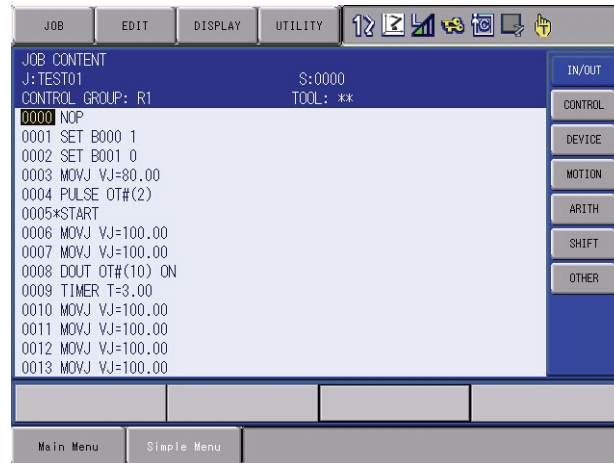 JOB EDIT DISPLAY UTILITY
JOB CONTENT
J:TEST01 S:0000
CONTROL GROUP: R1 TOOL: **
0000 NOP
0001 SET B000 1
0002 SET B001 0
0003 MOVJ VJ=80.00
0004 PULSE OT#(2)
0005*START
0006 MOVJ VJ=100.00
0007 MOVJ VJ=100.00
0008 DOUT OT#(10) ON
0009 TIMER T=3.00
0010 MOVJ VJ=100.00
0011 MOVJ VJ=100.00
0012 MOVJ VJ=100.00
0013 MOVJ VJ=100.00
IN/OUT
CONTROL
DEVICE
MOTION
ARITH
SHIFT
OTHER
Main Menu Simple Menu